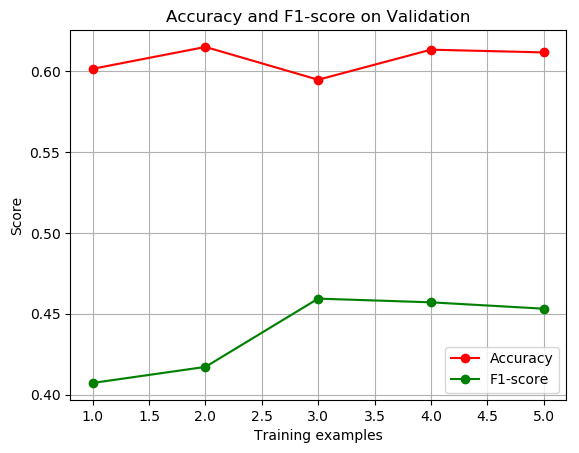 Accuracy and F1-score on Validation
0.60
0.55
0.50
0.45
0.40
Score
1.0 1.5 2.0 2.5 3.0 3.5 4.0 4.5 5.0
Training examples
Accuracy
F1-score